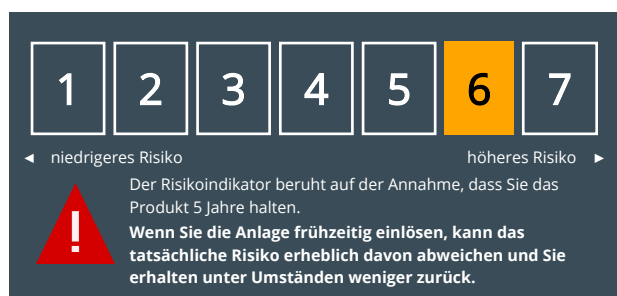 1 2 3 4 5 6 7
◄ niedrigeres Risiko höheres Risiko ►
!
Der Risikoindikator beruht auf der Annahme, dass Sie das
Produkt 5 Jahre halten.
Wenn Sie die Anlage frühzeitig einlösen, kann das
tatsächliche Risiko erheblich davon abweichen und Sie
erhalten unter Umständen weniger zurück.